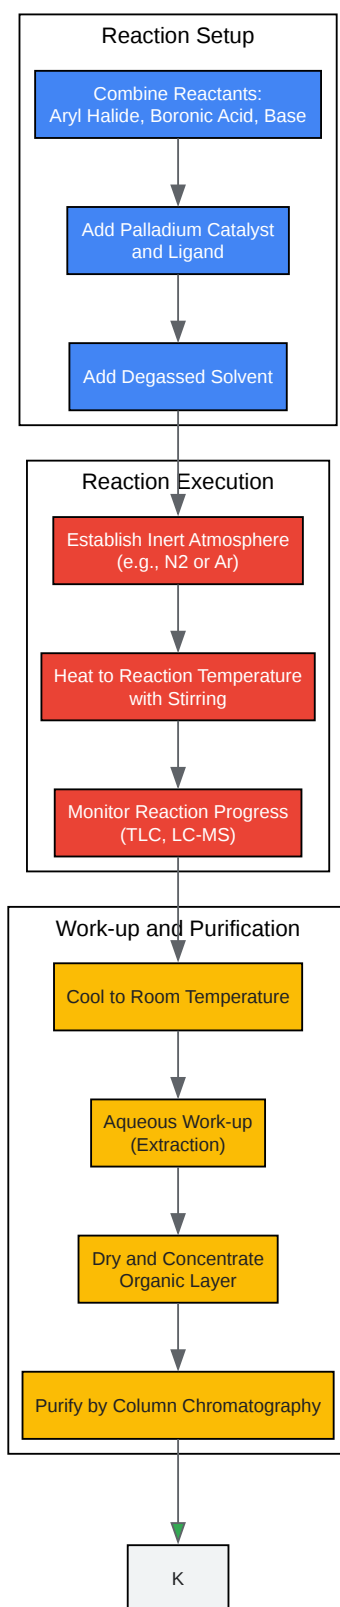 Reaction Setup
Combine Reactants:
Aryl Halide, Boronic Acid, Base
Add Palladium Catalyst
and Ligand
Add Degassed Solvent
Reaction Execution
Establish Inert Atmosphere
(e.g., N2 or Ar)
Heat to Reaction Temperature
with Stirring
Monitor Reaction Progress
(TLC, LC-MS)
Work-up and Purification
Cool to Room Temperature
Aqueous Work-up
(Extraction)
Dry and Concentrate
Organic Layer
Purify by Column Chromatography
K